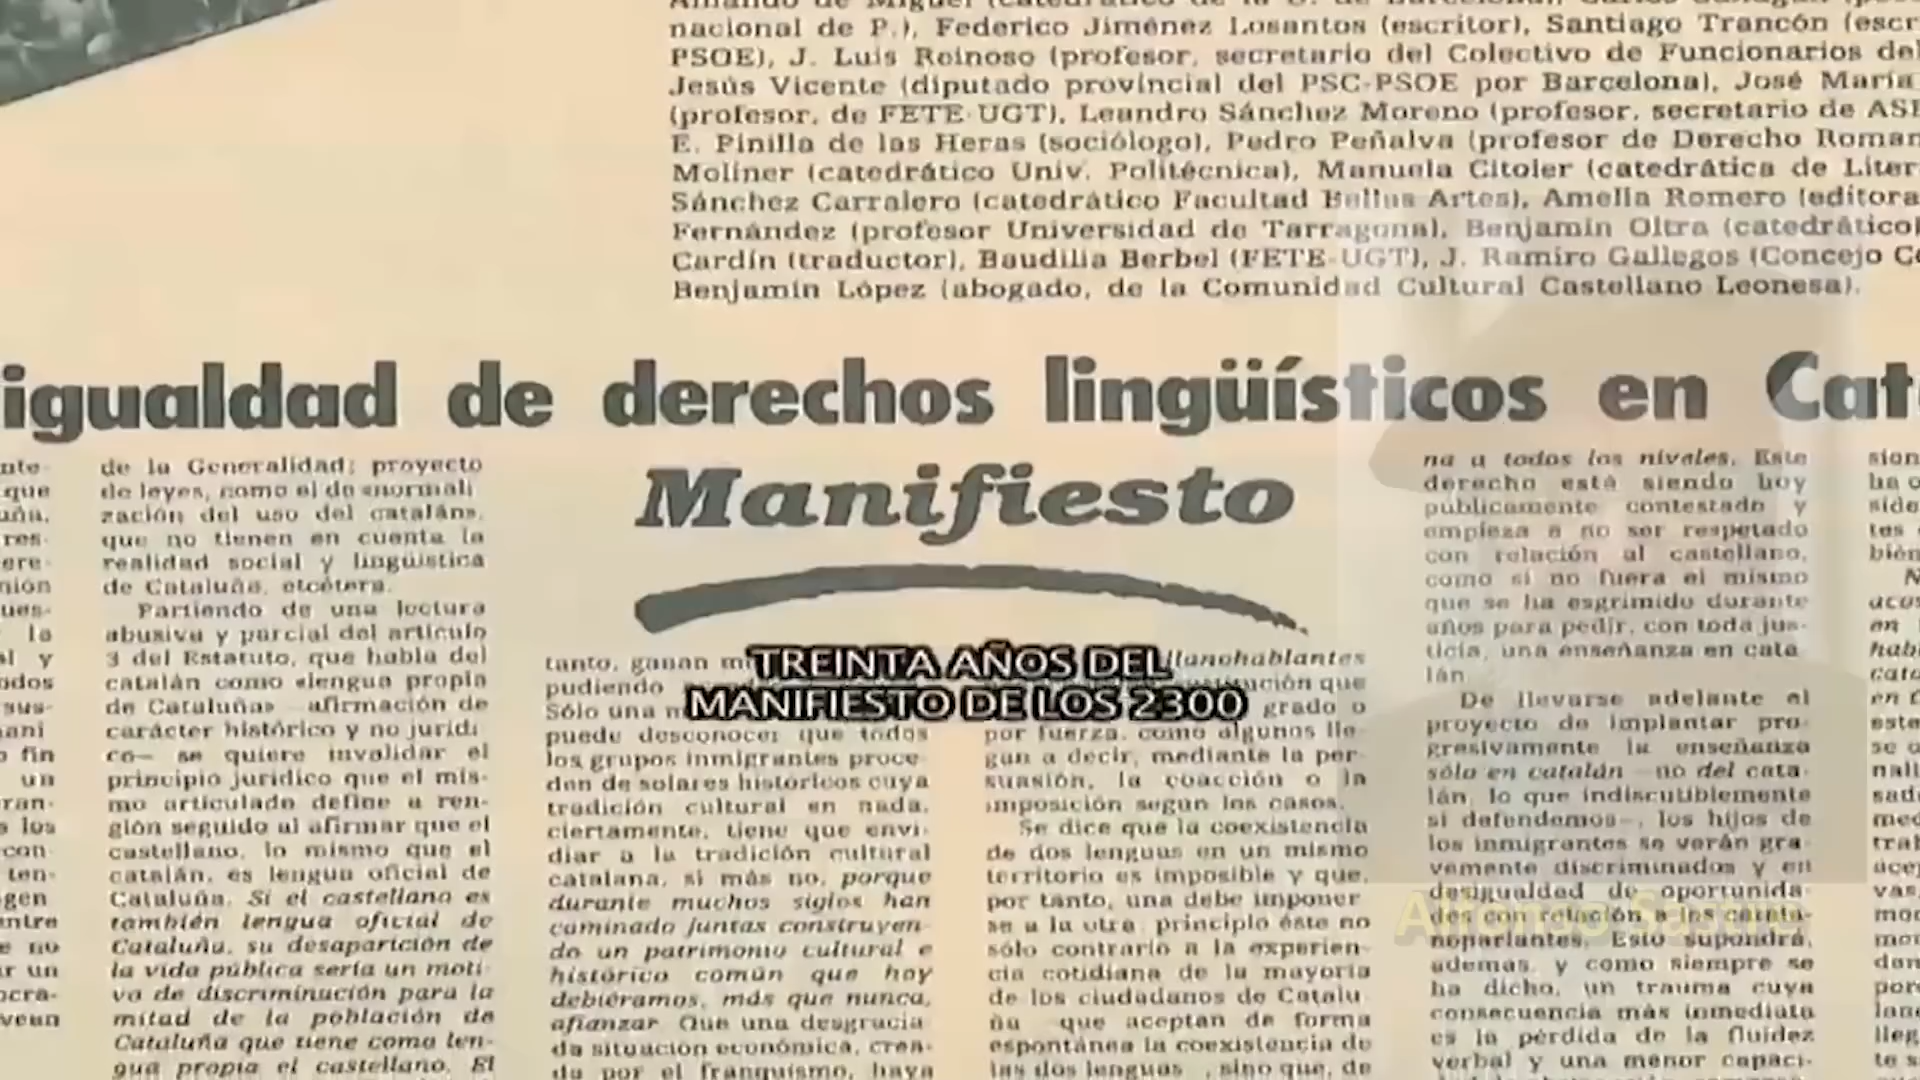 nacional de P.), Federico Jiménez Losantos (escritor), Santiago Trancón (escr
PSOE), J. Luis Reinoso (profesor, secretario del Colectivo de Funcionarios del
Jesús Vicente (diputado provincial del PSC-PSOE por Barcelona), José María
(profesor, de FETE-UGT), Leandro Sánchez Moreno (profesor, secretario de ASP
E. Pinilla de las Heras (sociólogo), Pedro Peñalva (profesor de Derecho Roman
Moliner (catedrático Univ. Politécnica), Manuela Citoler (catedrática de Liter
Sánchez Carralero (catedrático Facultad Bellas Artes), Amelia Romero (editora
Fernández (profesor Universidad de Tarragona), Benjamín Oltra (catedrático)
Cardín (traductor), Baudilia Berbel (FETE-UGT), J. Ramiro Gallegos (Concejo Co
Benjamín López (abogado, de la Comunidad Cultural Castellano Leonesa).
igualdad de derechos lingüísticos en Cat
Manifiesto
de la Generalidad; proyecto
de leyes, como el de «normali
zación del uso del catalán»,
que no tienen en cuenta la
realidad social y lingüística
de Cataluña, etcétera.
Partiendo de una lectura
abusiva y parcial del artículo
3 del Estatuto, que habla del
catalán como «lengua propia
de Cataluña» —afirmación de
carácter histórico y no jurídi
co— se quiere invalidar el
principio jurídico que el mis-
mo articulado define a ren-
glón seguido al afirmar que el
castellano, lo mismo que el
catalán, es lengua oficial de
Cataluña. Si el castellano es
también lengua oficial de
Cataluña, su desaparición de
la vida pública sería un moti
vo de discriminación para la
mitad de la población de
Cataluña que tiene como len-
gua propia el castellano. El
tanto, ganan m
pudiendo
Sólo una m
puede desconocer que todos
los grupos inmigrantes proce-
den de solares históricos cuya
tradición cultural en nada,
ciertamente, tiene que envi-
diar a la tradición cultural
catalana, si más no, porque
durante muchos siglos han
caminado juntas construyen-
do un patrimonio cultural e
histórico común que hoy
debiéramos, más que nunca,
afianzar. Que una desgracia
da situación económica, crea-
da por el franquismo, haya
llanohablantes
itución que
grado o
por fuerza, como algunos lle-
gan a decir, mediante la per-
suasión, la coacción o la
imposición según los casos.
Se dice que la coexistencia
de dos lenguas en un mismo
territorio es imposible y que,
por tanto, una debe imponer
se a la otra; principio éste no
sólo contrario a la experien-
cia cotidiana de la mayoría
de los ciudadanos de Catalu
ña —que aceptan de forma
espontánea la coexistencia de
las dos lenguas—, sino que, de
na a todos los niveles. Este
derecho está siendo hoy
públicamente contestado y
empieza a no ser respetado
con relación al castellano,
como si no fuera el mismo
que se ha esgrimido durante
años para pedir, con toda jus-
ticia, una enseñanza en cata
lán.
De llevarse adelante el
proyecto de implantar pro-
gresivamente la enseñanza
sólo en catalán —no del cata-
lán, lo que indiscutiblemente
sí defendemos—, los hijos de
los inmigrantes se verán gra-
vemente discriminados y en
desigualdad de oportunida-
des con relación a los catala-
noparlantes. Esto supondrá,
además, y como siempre se
ha dicho, un trauma cuya
consecuencia más inmediata
es la pérdida de la fluidez
verbal y una menor capaci-
TREINTA AÑOS DEL
MANIFIESTO DE LOS 2300
Alfonso Sastre